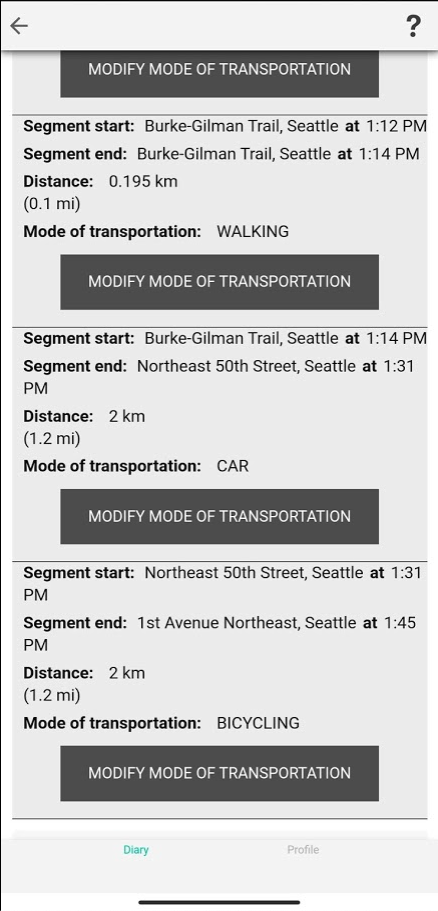 ?
MODIFY MODE OF TRANSPORTATION
Segment start: Burke-Gilman Trail, Seattle at 1:12 PM
Segment end: Burke-Gilman Trail, Seattle at 1:14 PM
Distance: 0.195 km
(0.1 mi)
Mode of transportation: WALKING
MODIFY MODE OF TRANSPORTATION
Segment start: Burke-Gilman Trail, Seattle at 1:14 PM
Segment end: Northeast 50th Street, Seattle at 1:31
PM
Distance: 2 km
(1.2 mi)
Mode of transportation: CAR
MODIFY MODE OF TRANSPORTATION
Segment start: Northeast 50th Street, Seattle at 1:31
PM
Segment end: 1st Avenue Northeast, Seattle at 1:45
PM
Distance: 2 km
(1.2 mi)
Mode of transportation: BICYCLING
MODIFY MODE OF TRANSPORTATION
Diary Profile